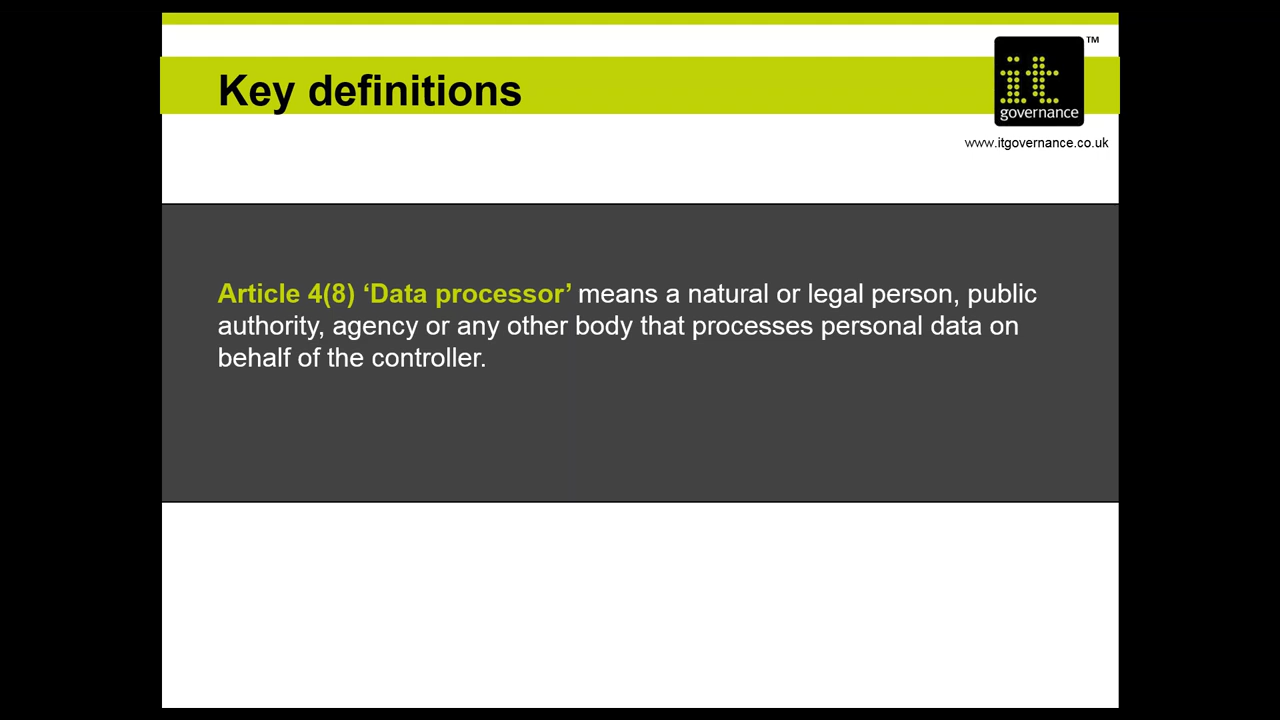 Key definitions
it
governance
TM
www.itgovernance.co.uk
Article 4(8) ‘Data processor’ means a natural or legal person, public
authority, agency or any other body that processes personal data on
behalf of the controller.